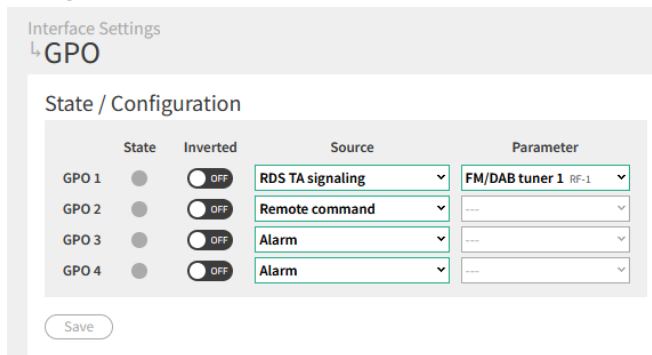 Interface Settings
↳GPO
State / Configuration
State Inverted Source Parameter
GPO 1 OFF RDS TA signaling FM/DAB tuner 1 RF-1
GPO 2 OFF Remote command ---
GPO 3 OFF Alarm ---
GPO 4 OFF Alarm ---
Save